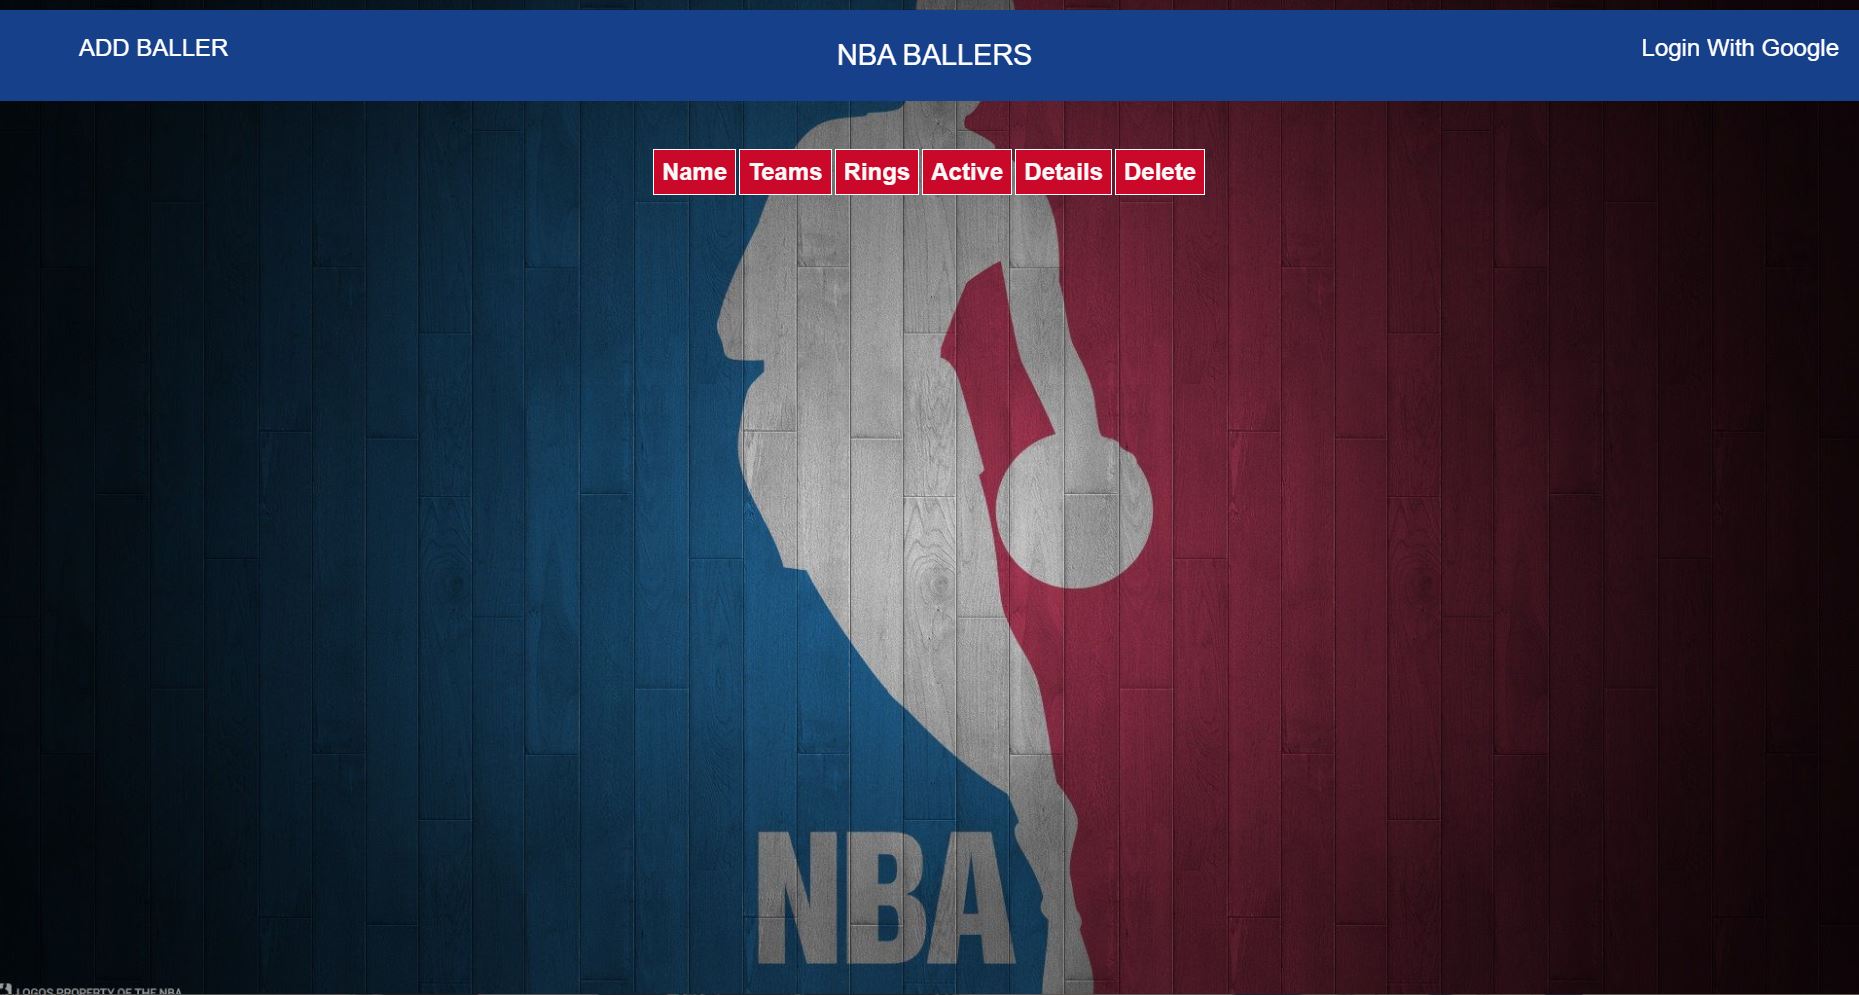 ADD BALLER
NBA BALLERS
Login With Google
Name Teams Rings Active Details Delete
NBA
LOGOS PROPERTY OF THE NBA